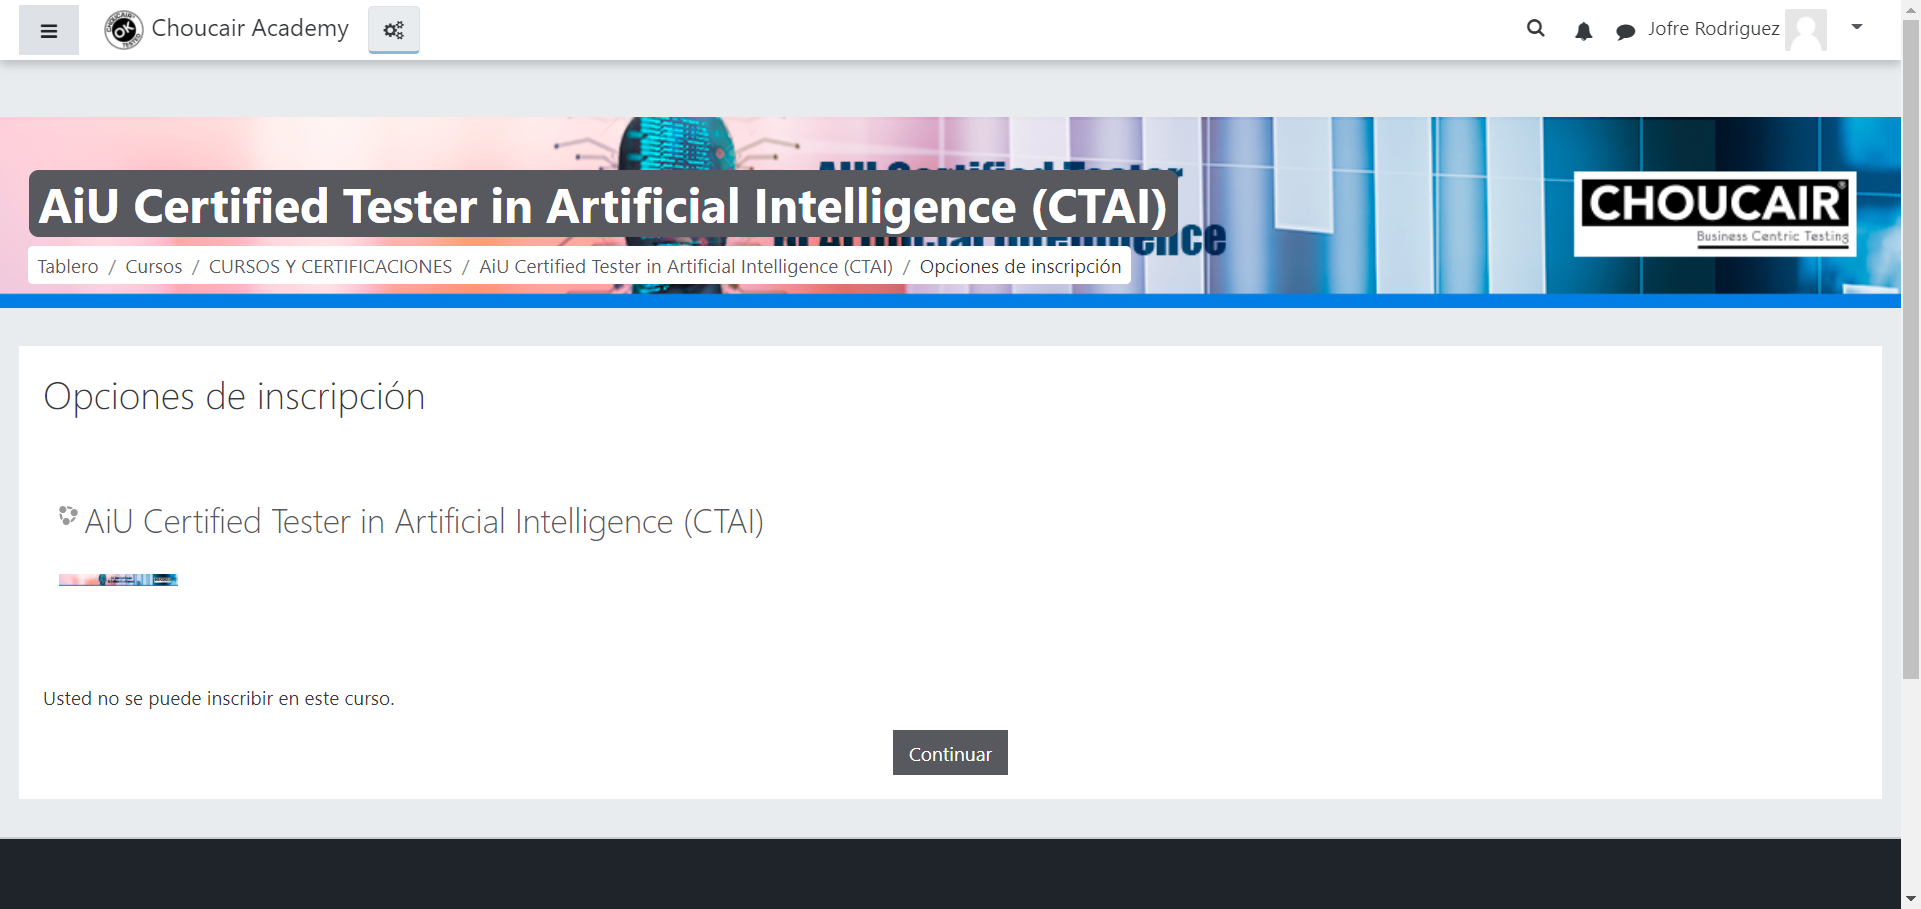 Choucair Academy
Jofre Rodriguez
AiU Certified Tester in Artificial Intelligence (CTAI)
CHOUCAIR
Business Centric Testing
Tablero / Cursos / CURSOS Y CERTIFICACIONES / AiU Certified Tester in Artificial Intelligence (CTAI) / Opciones de inscripción
Opciones de inscripción
AiU Certified Tester in Artificial Intelligence (CTAI)
Usted no se puede inscribir en este curso.
Continuar